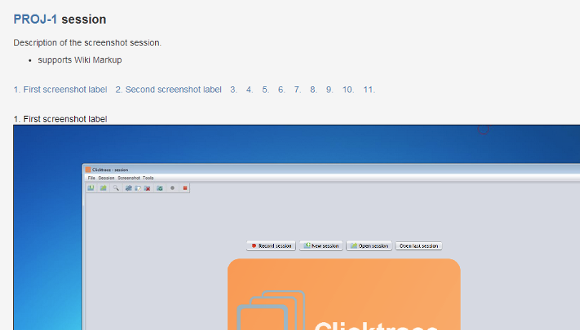 PROJ-1 session
Description of the screenshot session.
• supports Wiki Markup
1. First screenshot label 2. Second screenshot label 3. 4. 5. 6. 7. 8. 9. 10. 11.
1. First screenshot label
Clicktrace - session
File Session Screenshot Tools
Record session New session Open session Open last session
Clicktrace